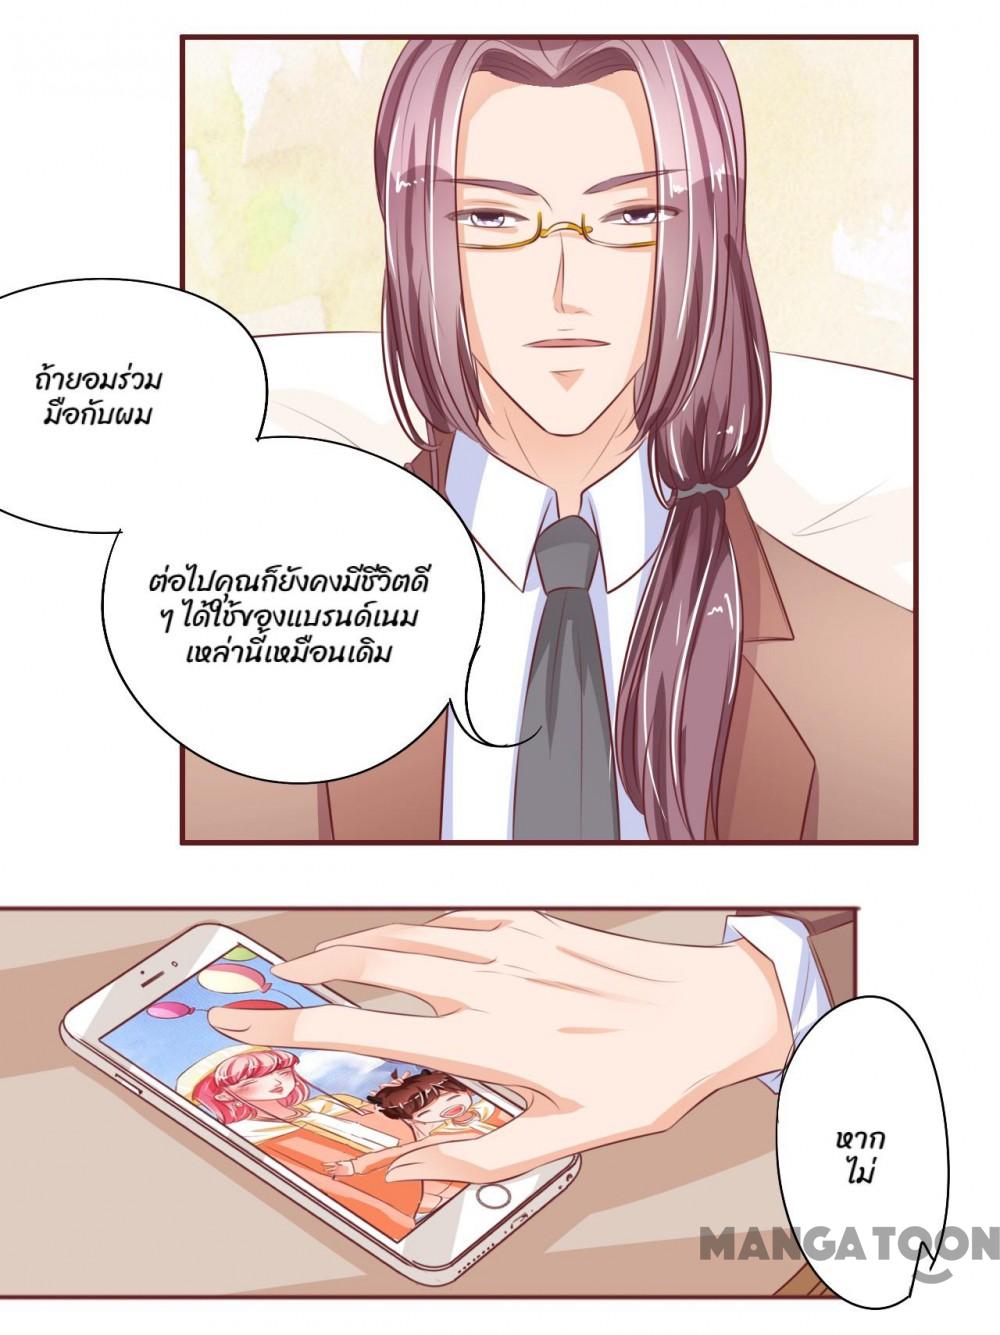 ถ้ายอมร่วม
มือกับผม
ต่อไปคุณก็ยังคงมีชีวิตดี
ๆ ได้ใช้ของแบรนด์เนม
เหล่านี้เหมือนเดิม
หาก
ไม่
MANGATOON